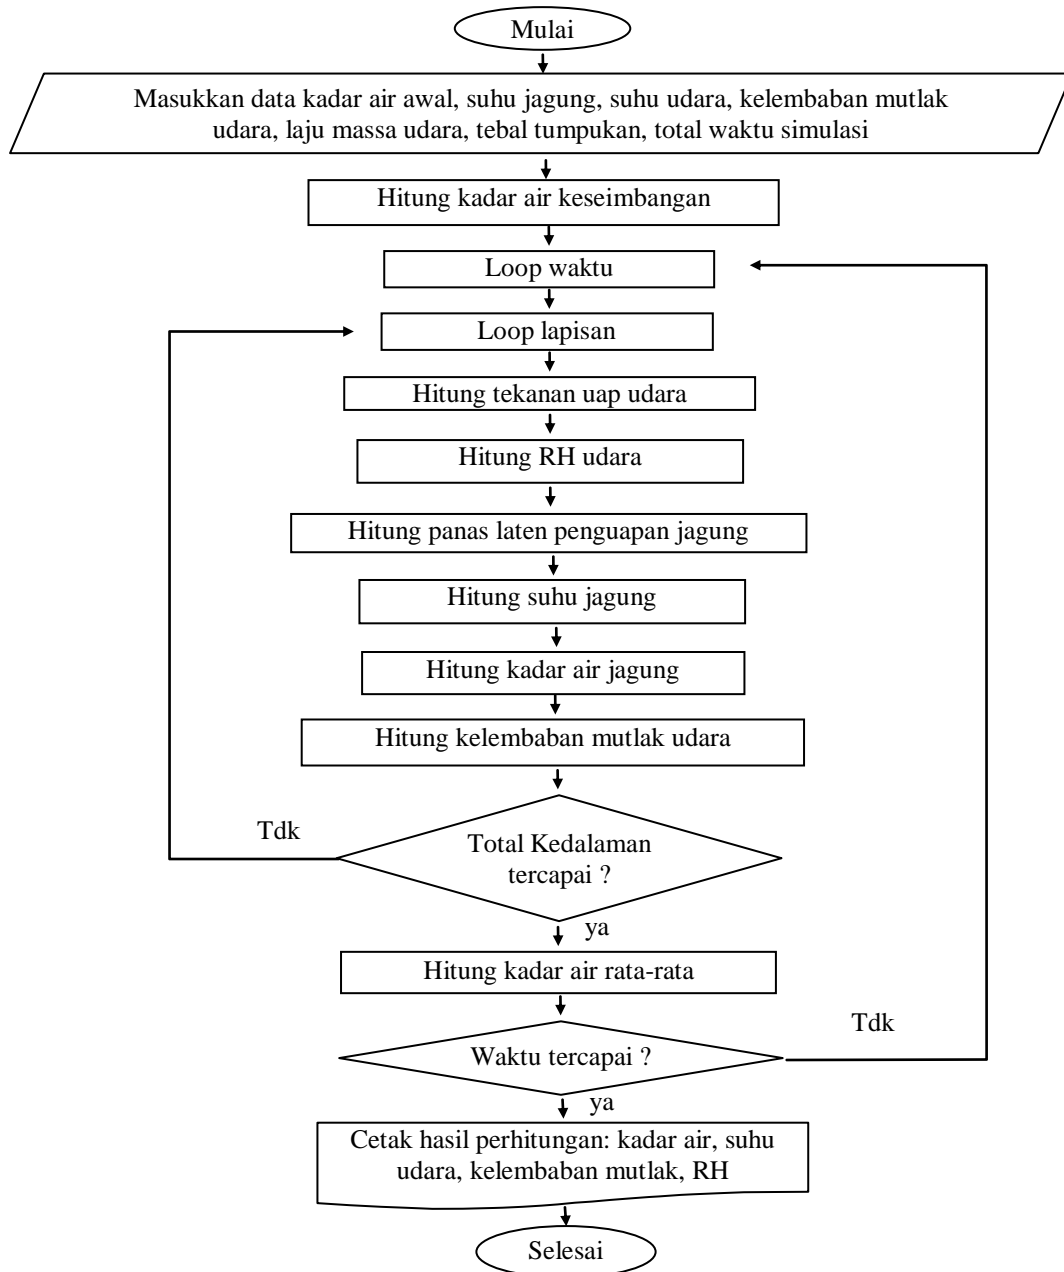 Mulai
Masukkan data kadar air awal, suhu jagung, suhu udara, kelembaban mutlak
udara, laju massa udara, tebal tumpukan, total waktu simulasi
Hitung kadar air keseimbangan
Loop waktu
Loop lapisan
Hitung tekanan uap udara
Hitung RH udara
Hitung panas laten penguapan jagung
Hitung suhu jagung
Hitung kadar air jagung
Hitung kelembaban mutlak udara
Tdk
Total Kedalaman
tercapai ?
ya
Hitung kadar air rata-rata
Tdk
Waktu tercapai ?
ya
Cetak hasil perhitungan: kadar air, suhu
udara, kelembaban mutlak, RH
Selesai